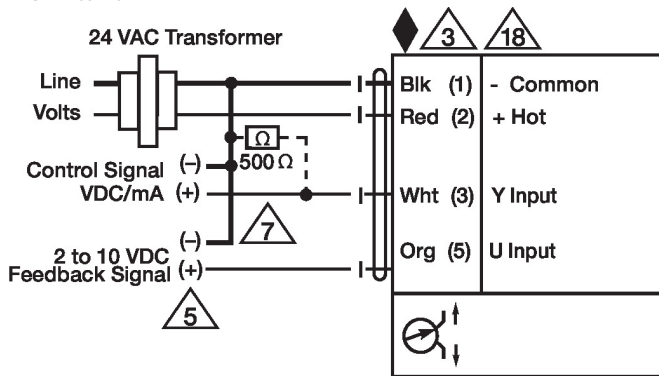 24 VAC Transformer
3
18
Line
Volts
Blk (1) - Common
Red (2) + Hot
Ω
500 Ω
Control Signal (–)
VDC/mA (+)
Wht (3) Y Input
7
(–)
2 to 10 VDC
Feedback Signal (+)
Org (5) U Input
5